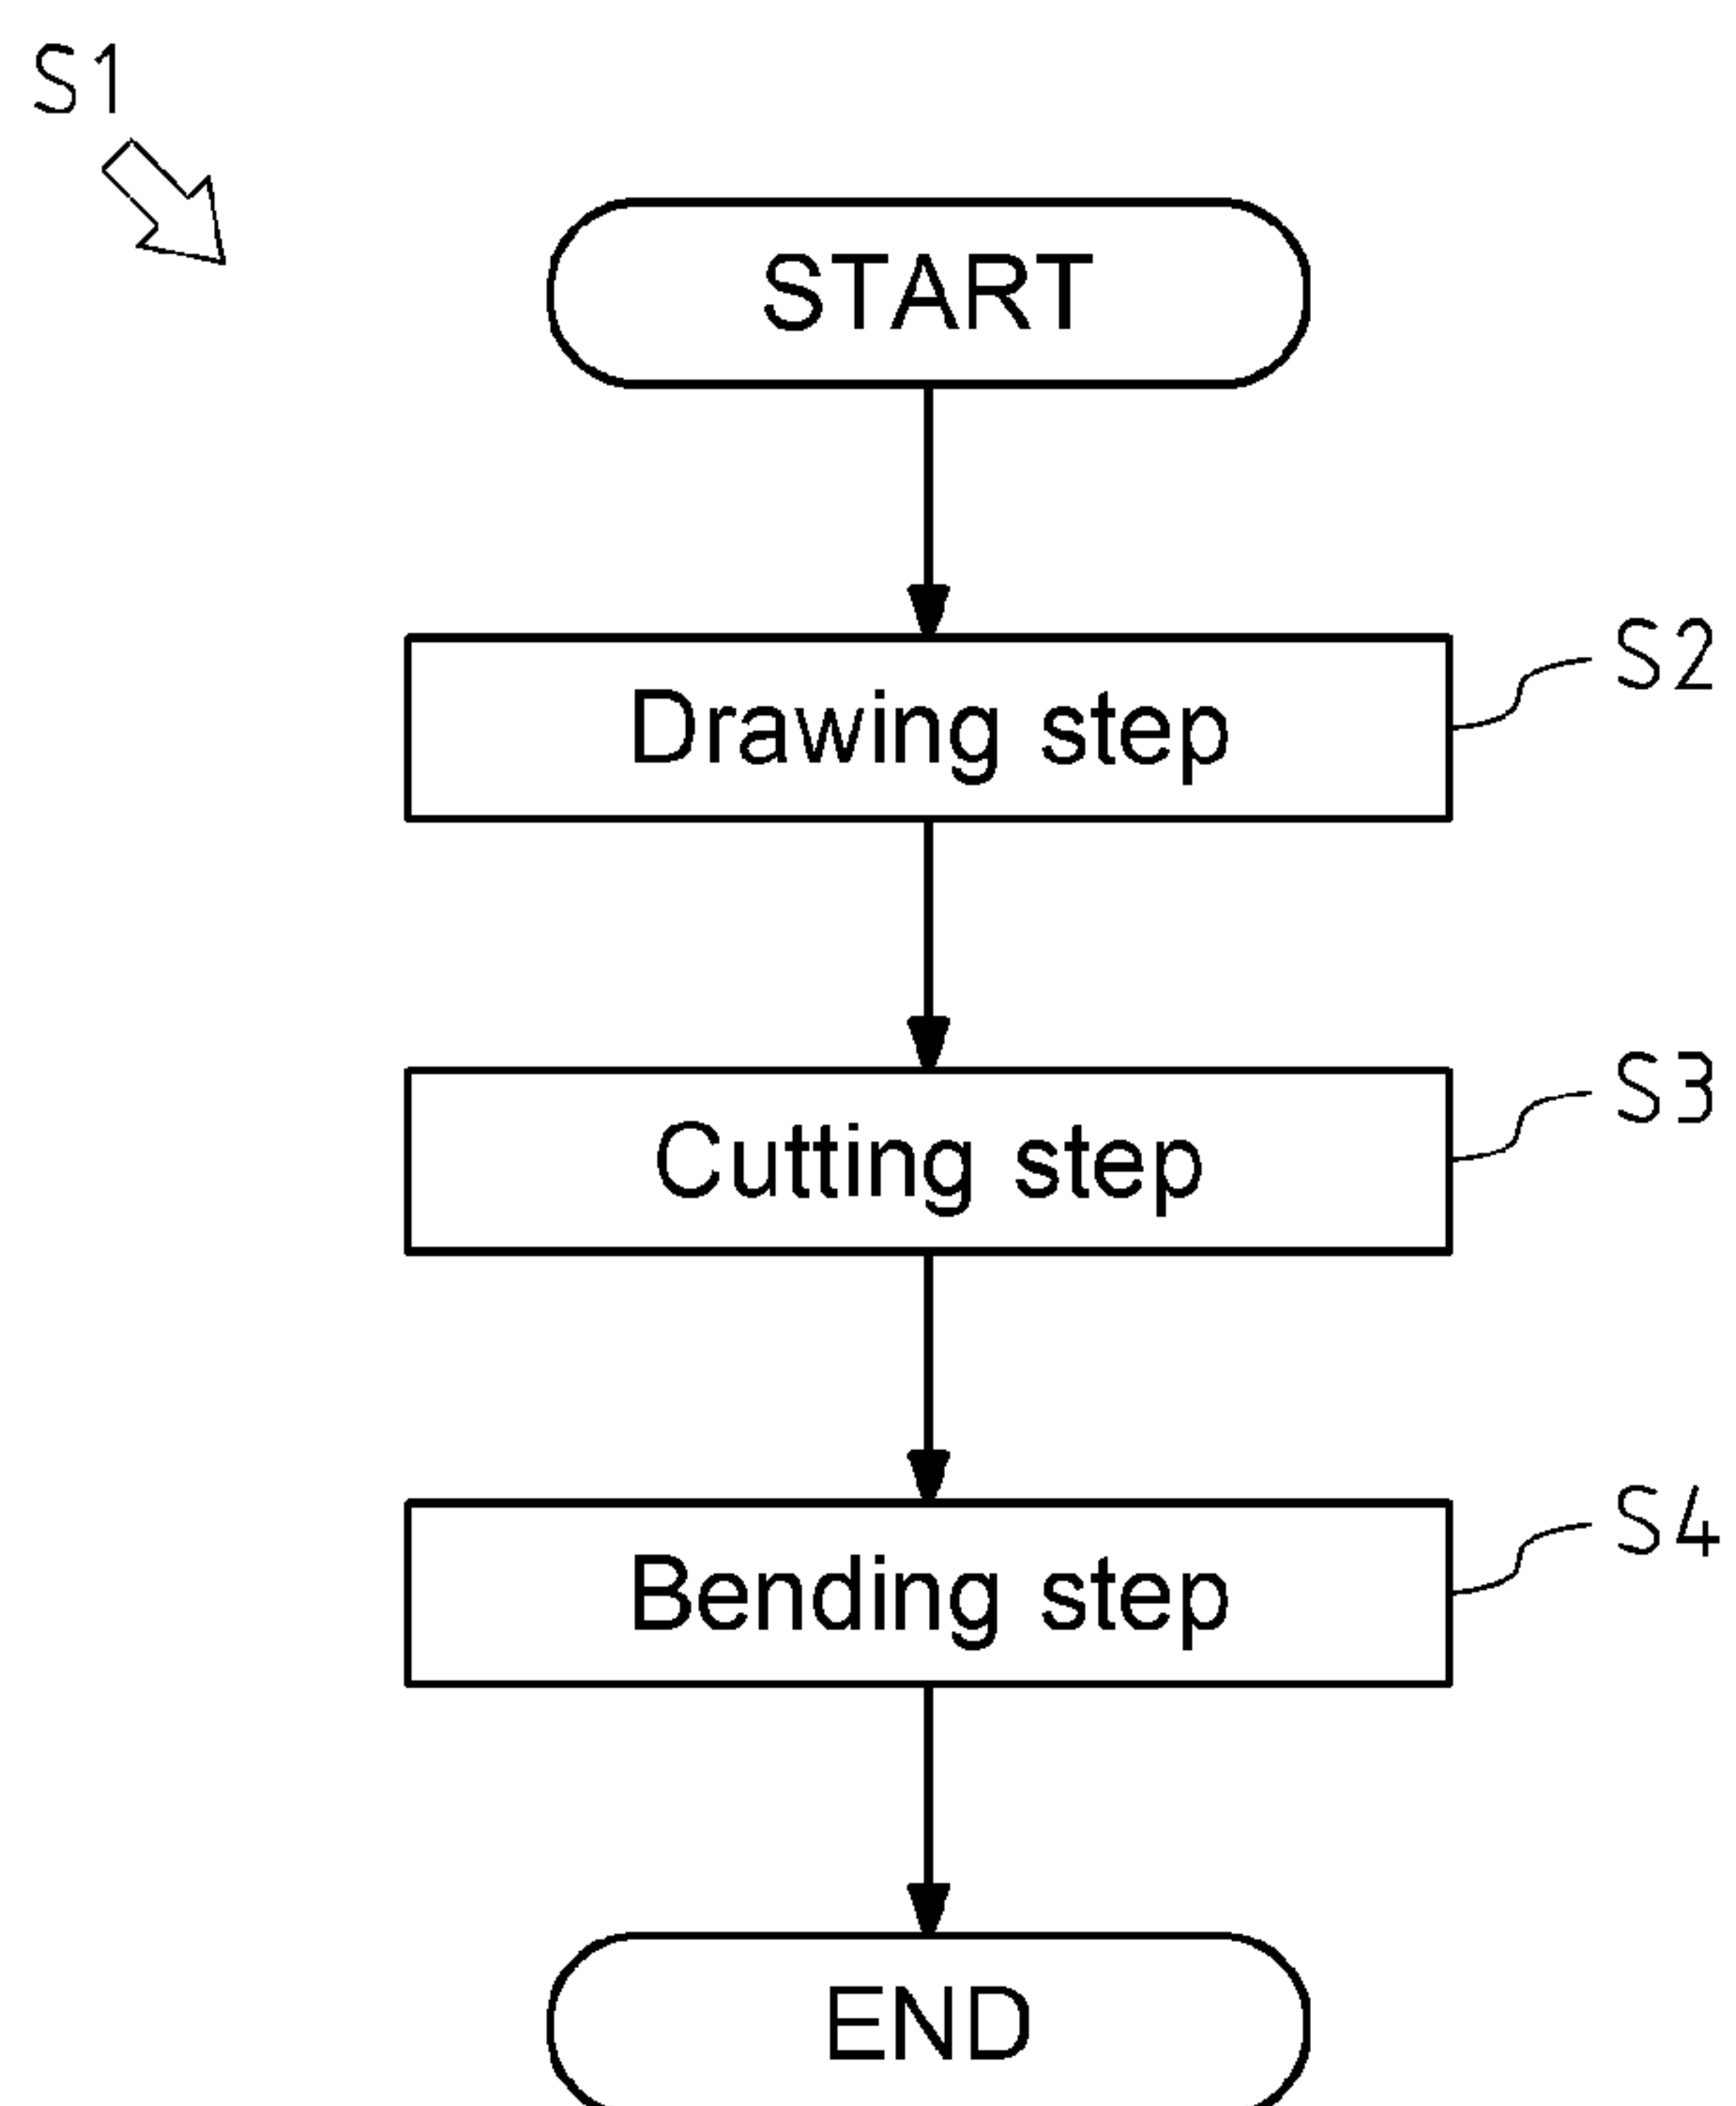 S1
START
Drawing step
S2
Cutting step
S3
Bending step
S4
END